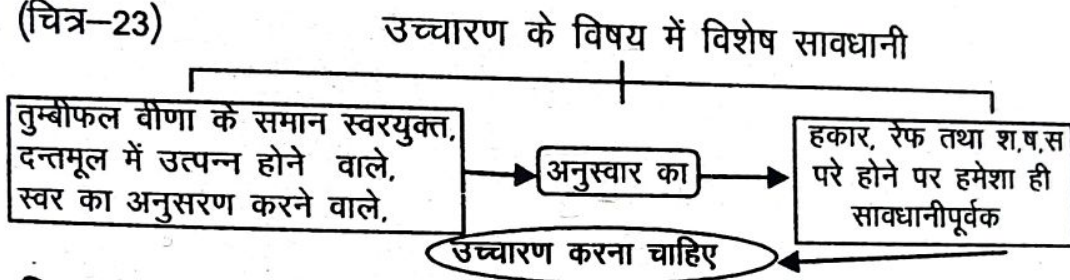 (चित्र–23)
उच्चारण के विषय में विशेष सावधानी
तुम्बीफल वीणा के समान स्वरयुक्त,
दन्तमूल में उत्पन्न होने वाले,
स्वर का अनुसरण करने वाले,
अनुस्वार का
हकार, रेफ तथा श,ष,स
परे होने पर हमेशा ही
सावधानीपूर्वक
उच्चारण करना चाहिए